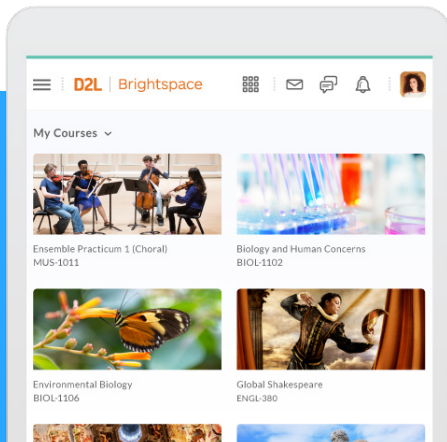 D2L | Brightspace
My Courses
Ensemble Practicum 1 (Choral)
MUS-1011
Biology and Human Concerns
BIOL-1102
Environmental Biology
BIOL-1106
Global Shakespeare
ENGL-380